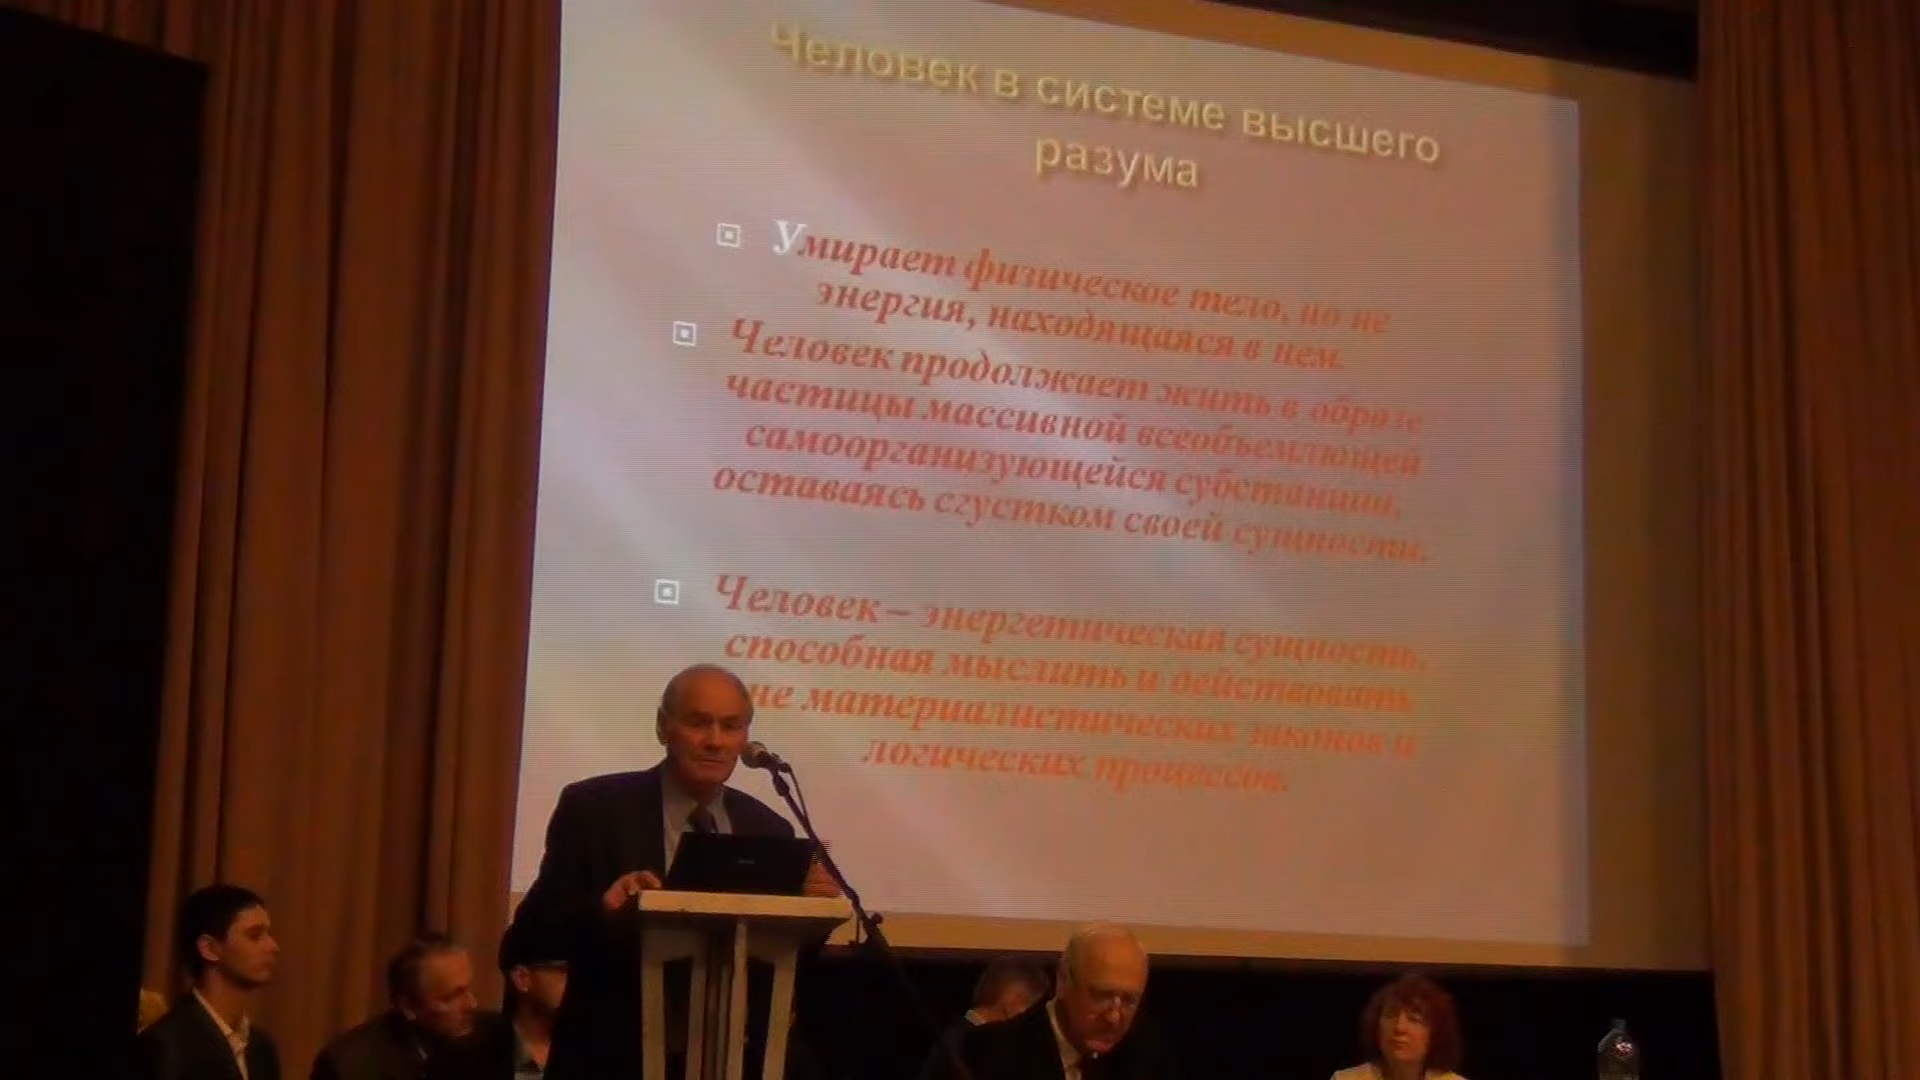 Человек в системе высшего
разума
Умирает физическое тело, но не
энергия, находящаяся в нем.
Человек продолжает жить в образе
частицы массивной всеобъемлющей
самоорганизующейся субстанции,
оставаясь сгустком своей сущности.
Человек – энергетическая сущность,
способная мыслить и действовать
не материалистических законов и
логических процессов.